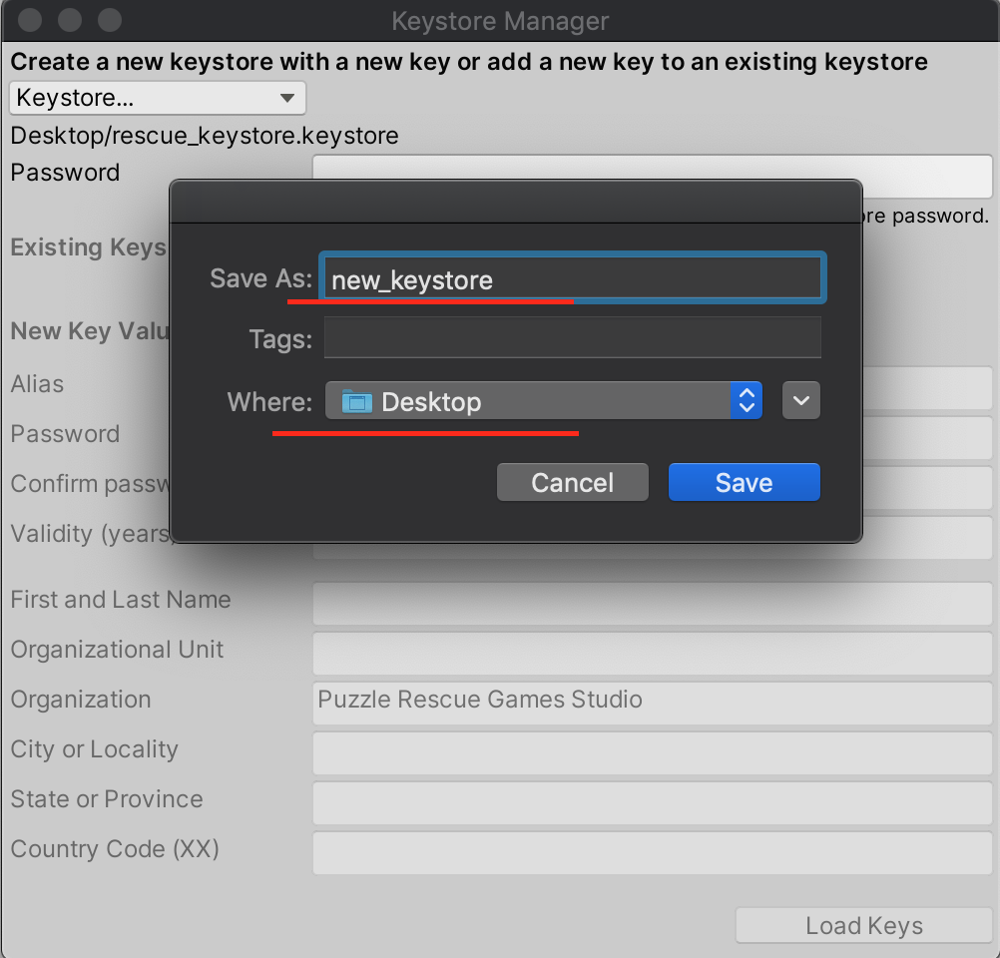 Keystore Manager
Create a new keystore with a new key or add a new key to an existing keystore
Keystore...
Desktop/rescue_keystore.keystore
Password
password.
Save As: new_keystore
Existing Keys
Tags:
New Key Valu
Alias
Where: Desktop
Password
Confirm passw
Cancel Save
Validity (years)
First and Last Name
Organizational Unit
Organization Puzzle Rescue Games Studio
City or Locality
State or Province
Country Code (XX)
Load Keys